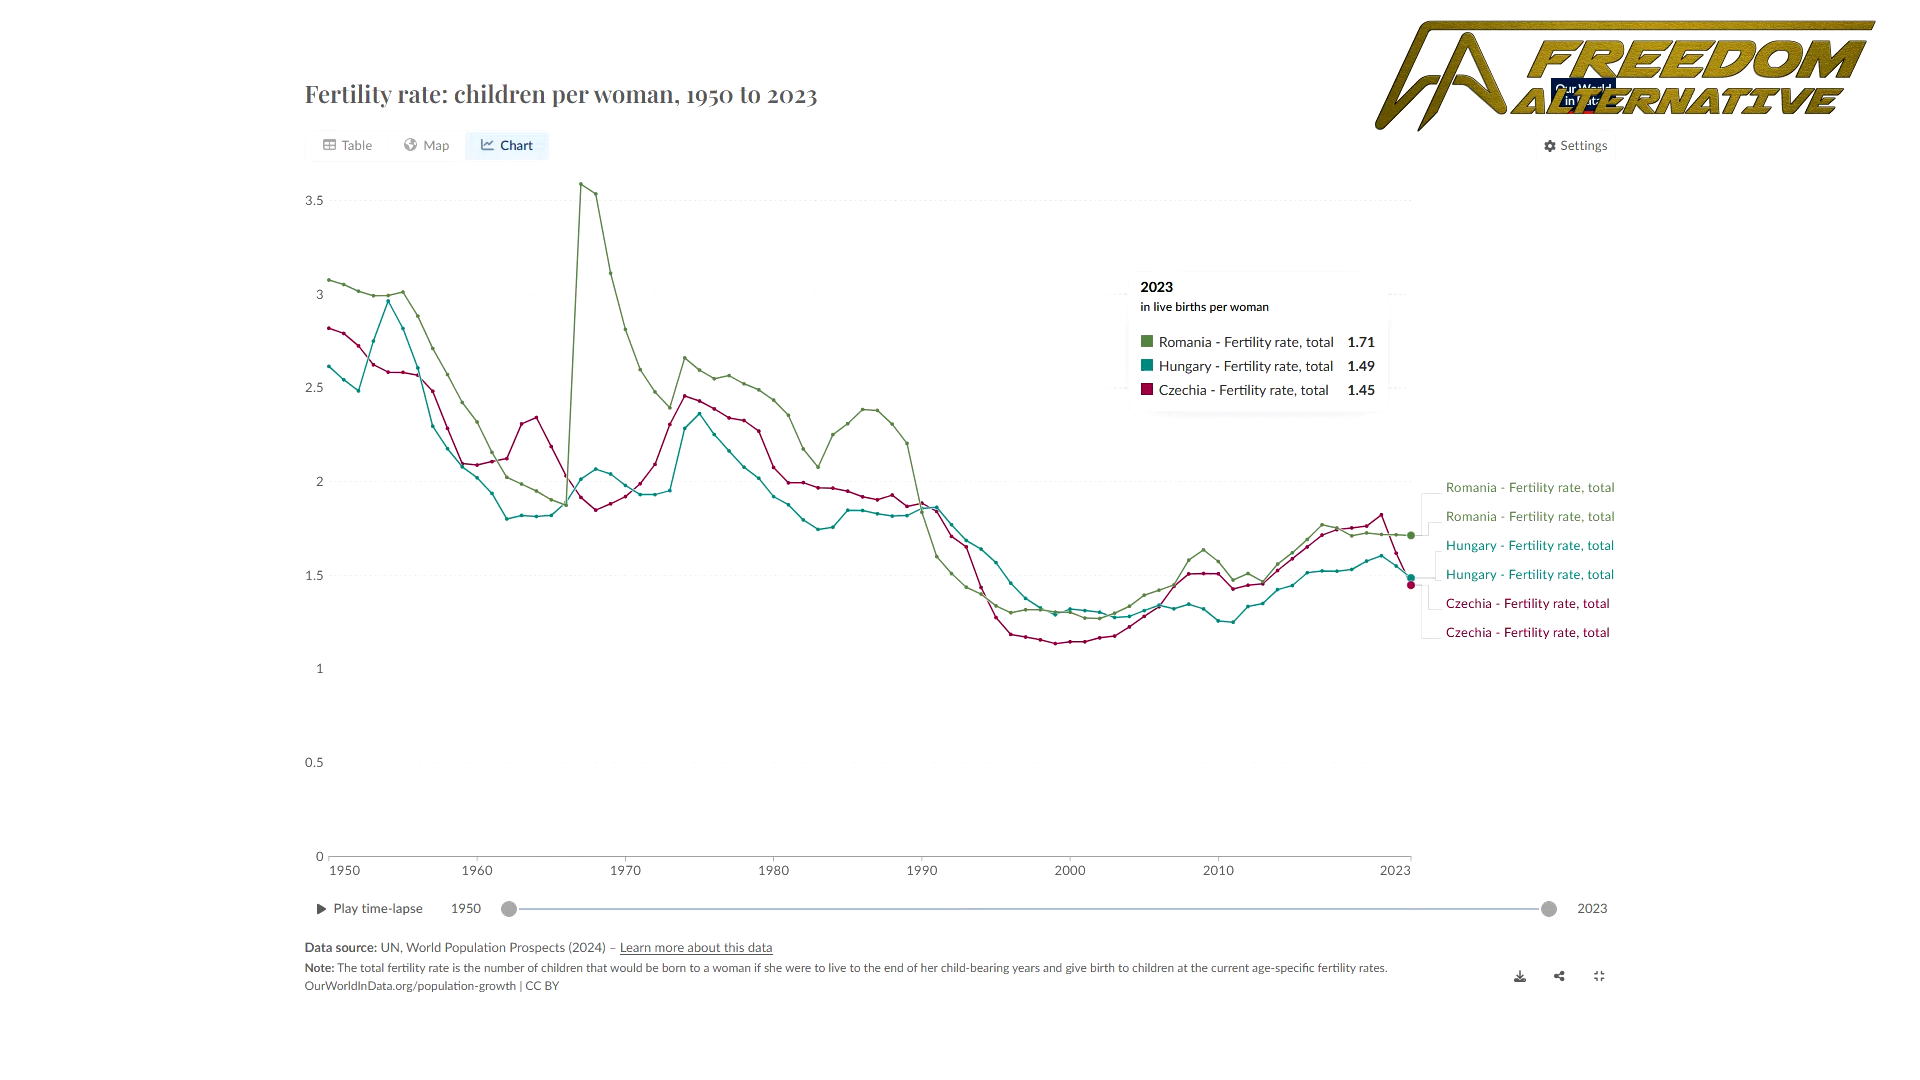 FREEDOM
ALTERNATIVE
Fertility rate: children per woman, 1950 to 2023
Table
Map
Chart
Settings
3.5
3
2.5
2
1.5
1
0.5
0
2023
in live births per woman
Romania - Fertility rate, total 1.71
Hungary - Fertility rate, total 1.49
Czechia - Fertility rate, total 1.45
Romania - Fertility rate, total
Romania - Fertility rate, total
Hungary - Fertility rate, total
Hungary - Fertility rate, total
Czechia - Fertility rate, total
Czechia - Fertility rate, total
1950 1960 1970 1980 1990 2000 2010 2023
Play time-lapse 1950 2023
Data source: UN, World Population Prospects (2024) – Learn more about this data
Note: The total fertility rate is the number of children that would be born to a woman if she were to live to the end of her child-bearing years and give birth to children at the current age-specific fertility rates.
OurWorldInData.org/population-growth | CC BY